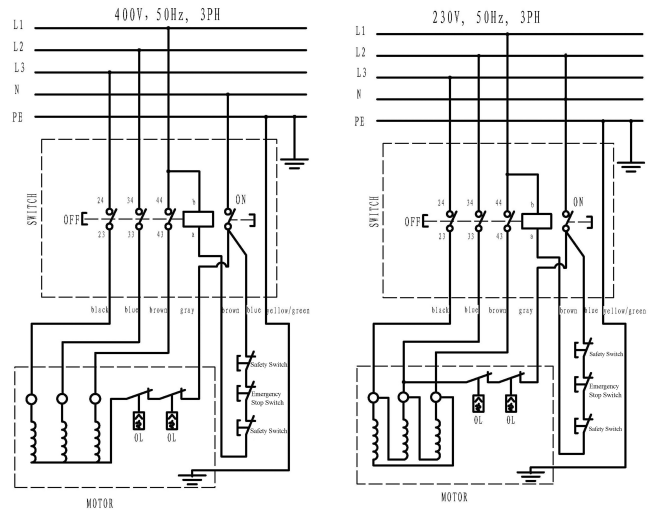 400V, 50Hz, 3PH
L1
L2
L3
N
PE
SWITCH
24
34
44
b
ON
OFF
23
33
43
a
black
blue
brown
gray
brown
blue
yellow/green
Safety Switch
Emergency
Stop Switch
Safety Switch
OL
OL
MOTOR
230V, 50Hz, 3PH
L1
L2
L3
N
PE
SWITCH
24
34
44
b
ON
OFF
23
33
43
a
black
blue
brown
gray
brown
blue
yellow/green
Safety Switch
Emergency
Stop Switch
Safety Switch
OL
OL
MOTOR